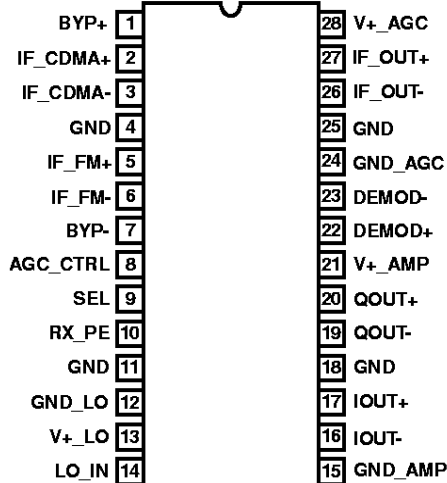 BYP+ 1 28 V+_AGC
IF_CDMA+ 2 27 IF_OUT+
IF_CDMA- 3 26 IF_OUT-
GND 4 25 GND
IF_FM+ 5 24 GND_AGC
IF_FM- 6 23 DEMOD-
BYP- 7 22 DEMOD+
AGC_CTRL 8 21 V+_AMP
SEL 9 20 QOUT+
RX_PE 10 19 QOUT-
GND 11 18 GND
GND_LO 12 17 IOUT+
V+_LO 13 16 IOUT-
LO_IN 14 15 GND_AMP